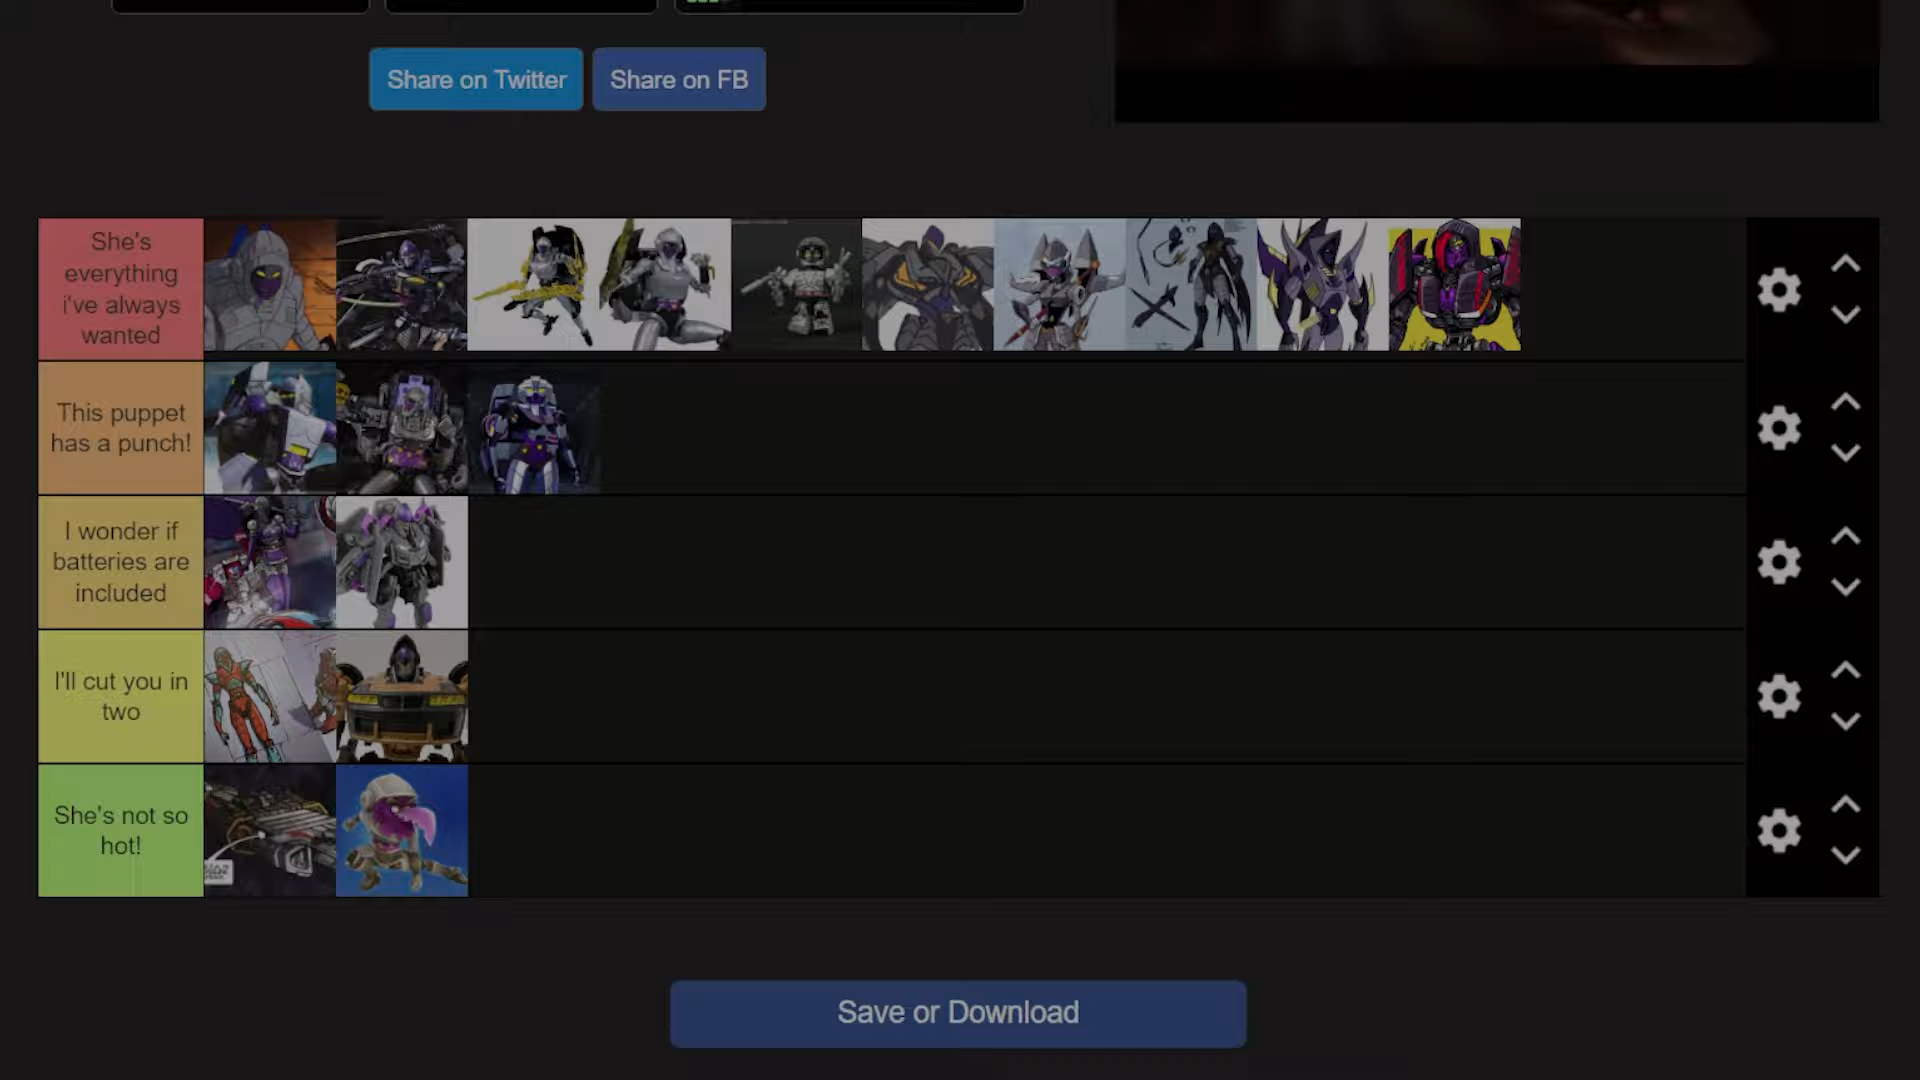 Share on Twitter
Share on FB
She's
everything
i've always
wanted
This puppet
has a punch!
I wonder if
batteries are
included
I'll cut you in
two
She's not so
hot!
Save or Download